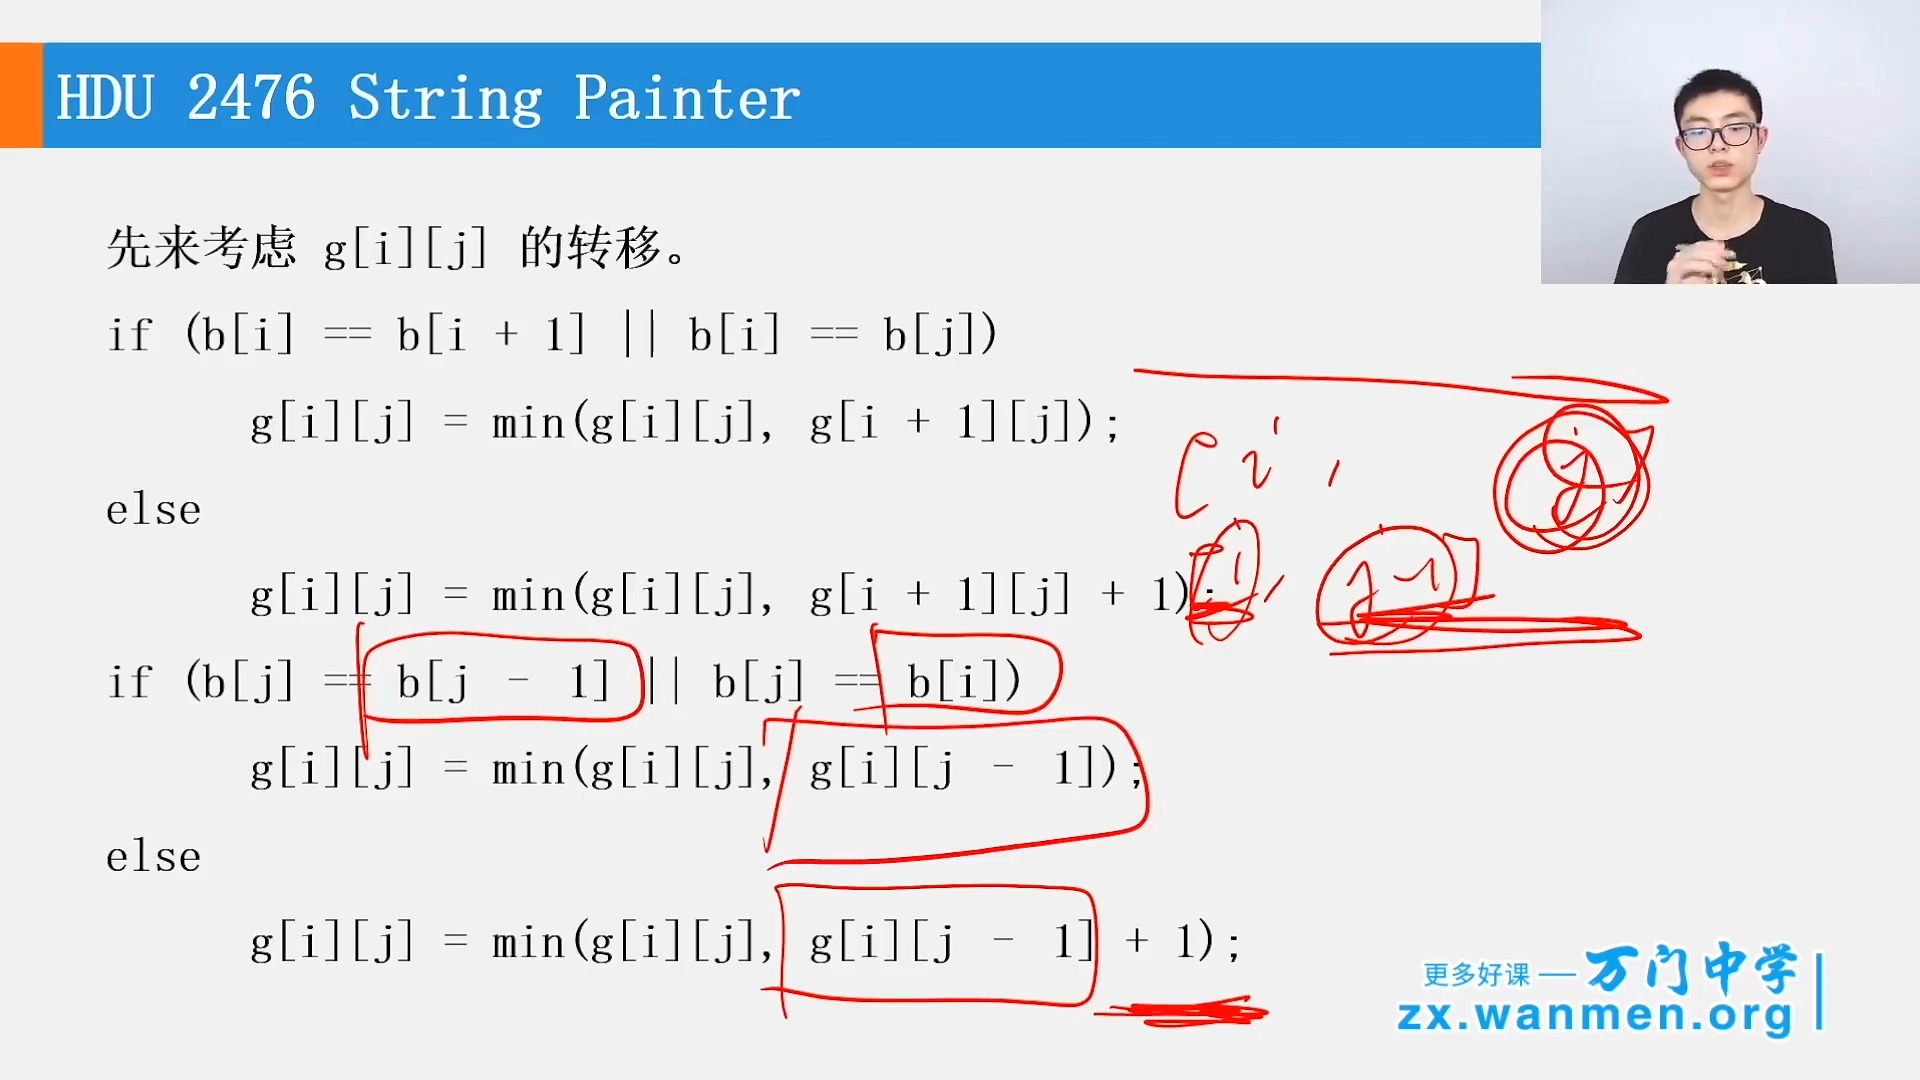 HDU 2476 String Painter
先来考虑 g[i][j] 的转移。
if (b[i] == b[i + 1] || b[i] == b[j])
g[i][j] = min(g[i][j], g[i + 1][j]);
else
g[i][j] = min(g[i][j], g[i + 1][j] + 1);
if (b[j] == b[j - 1] || b[j] == b[i])
g[i][j] = min(g[i][j], g[i][j - 1]);
else
g[i][j] = min(g[i][j], g[i][j - 1] + 1);
[i, j]
[i, j-1]
更多好课 — 万门中学
zx.wanmen.org